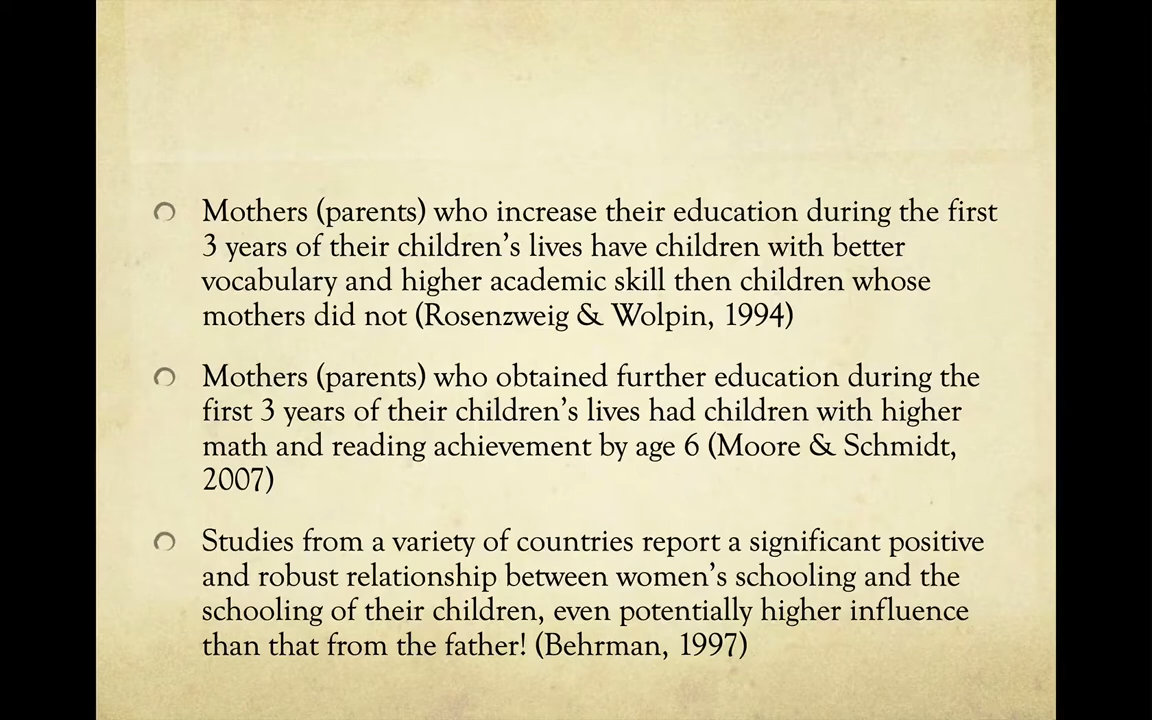 Mothers (parents) who increase their education during the first
3 years of their children’s lives have children with better
vocabulary and higher academic skill then children whose
mothers did not (Rosenzweig & Wolpin, 1994)
Mothers (parents) who obtained further education during the
first 3 years of their children’s lives had children with higher
math and reading achievement by age 6 (Moore & Schmidt,
2007)
Studies from a variety of countries report a significant positive
and robust relationship between women’s schooling and the
schooling of their children, even potentially higher influence
than that from the father! (Behrman, 1997)